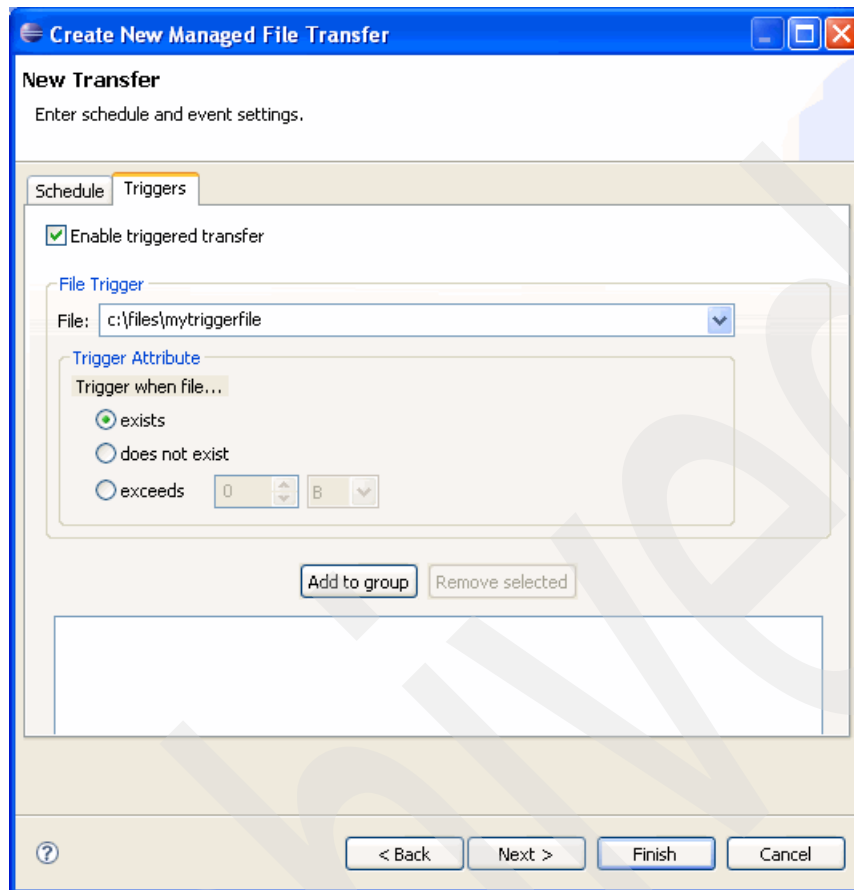 Create New Managed File Transfer
New Transfer
Enter schedule and event settings.
Schedule Triggers
Enable triggered transfer
File Trigger
File: c:\files\mytriggerfile
Trigger Attribute
Trigger when file...
exists
does not exist
exceeds 0 B
Add to group Remove selected
? < Back Next > Finish Cancel